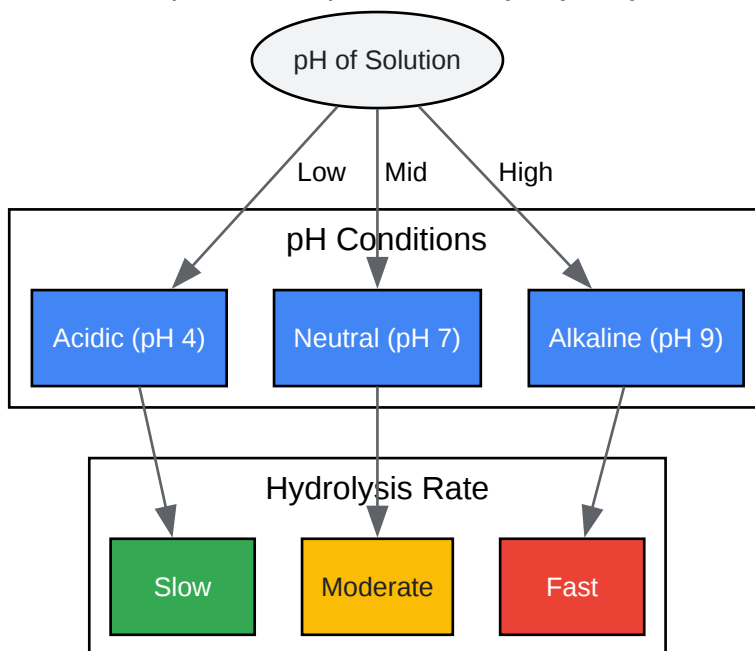 pH of Solution
Low
Mid
High
pH Conditions
Acidic (pH 4)
Neutral (pH 7)
Alkaline (pH 9)
Hydrolysis Rate
Slow
Moderate
Fast